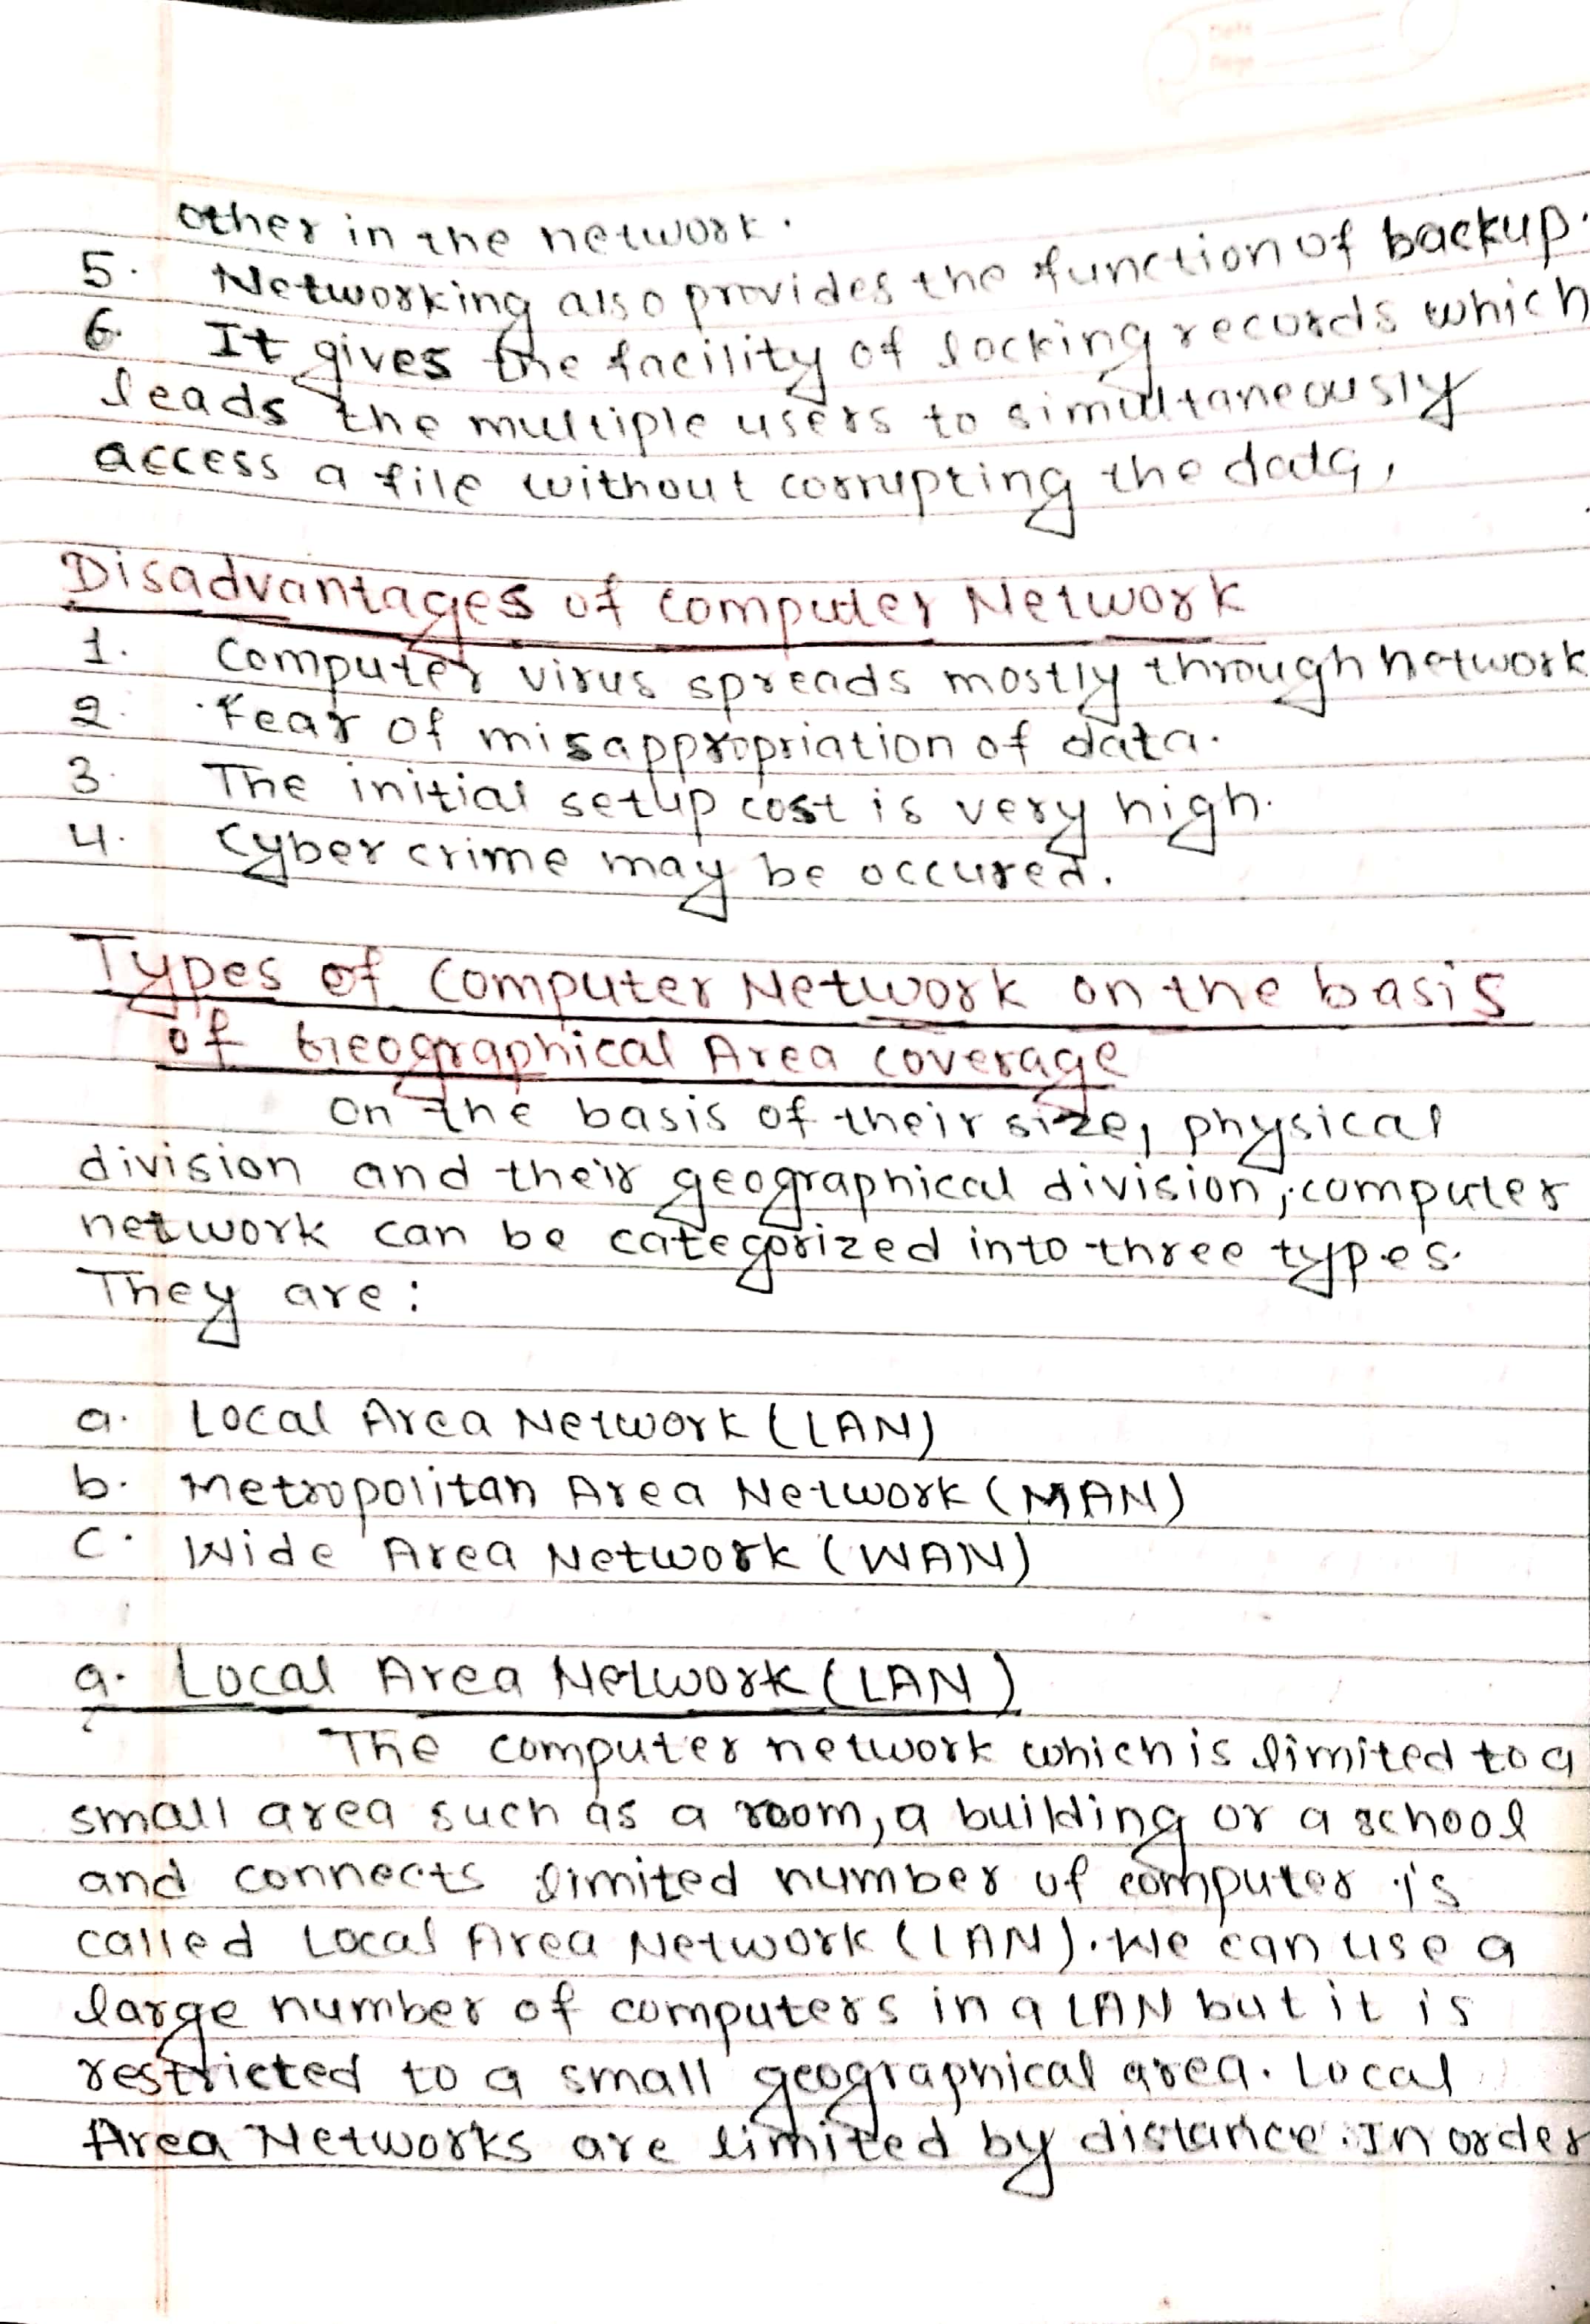 Date
Page
other in the network.
5. Networking also provides the function of backup.
6. It gives the facility of locking records which
leads the multiple users to simultaneously
access a file without corrupting the data,
Disadvantages of computer Network
1. Computer virus spreads mostly through network
2. Fear of misappropriation of data.
3. The initial setup cost is very high.
4. Cyber crime may be occured.
Types of Computer Network on the basis
of Geographical Area coverage
On the basis of their size, physical
division and their geographical division, computer
network can be categorized into three types.
They are:
a. Local Area Network (LAN)
b. Metropolitan Area Network (MAN)
c. Wide Area Network (WAN)
a. Local Area Network (LAN)
The computer network which is limited to a
small area such as a room, a building or a school
and connects limited number of computer is
called Local Area Network (LAN). We can use a
large number of computers in a LAN but it is
restricted to a small geographical area. Local
Area Networks are limited by distance. In order